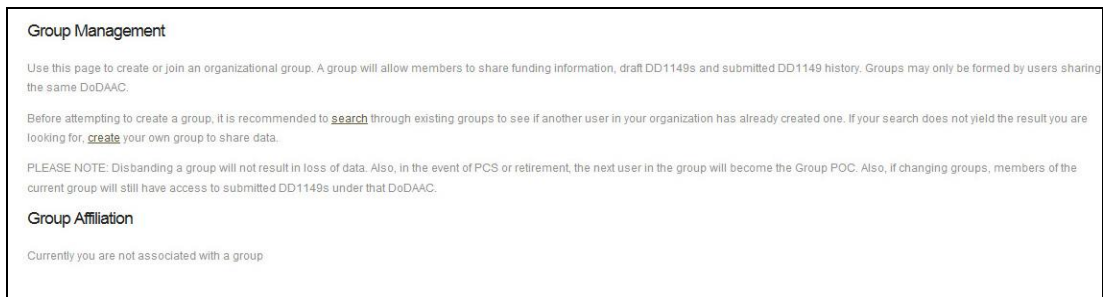 Group Management
Use this page to create or join an organizational group. A group will allow members to share funding information, draft DD1149s and submitted DD1149 history. Groups may only be formed by users sharing
the same DoDAAC.
Before attempting to create a group, it is recommended to search through existing groups to see if another user in your organization has already created one. If your search does not yield the result you are
looking for, create your own group to share data.
PLEASE NOTE: Disbanding a group will not result in loss of data. Also, in the event of PCS or retirement, the next user in the group will become the Group POC. Also, if changing groups, members of the
current group will still have access to submitted DD1149s under that DoDAAC.
Group Affiliation
Currently you are not associated with a group